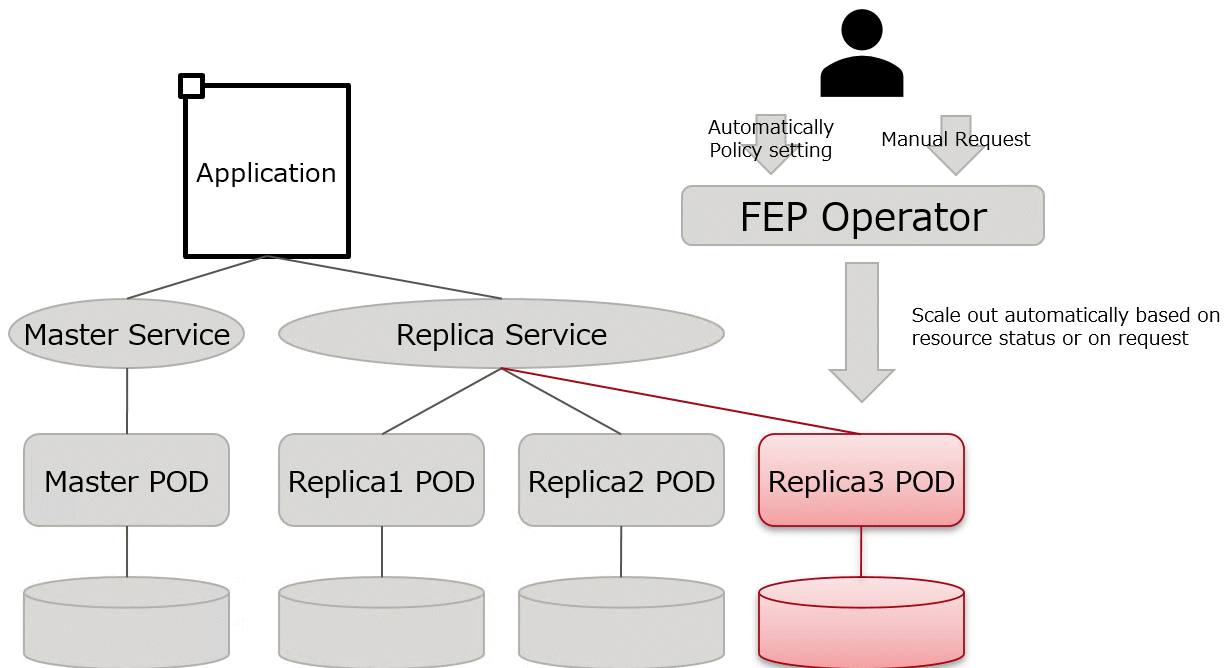 Automatically
Policy setting
Manual Request
Application
FEP Operator
Scale out automatically based on
resource status or on request
Master Service
Replica Service
Master POD
Replica1 POD
Replica2 POD
Replica3 POD